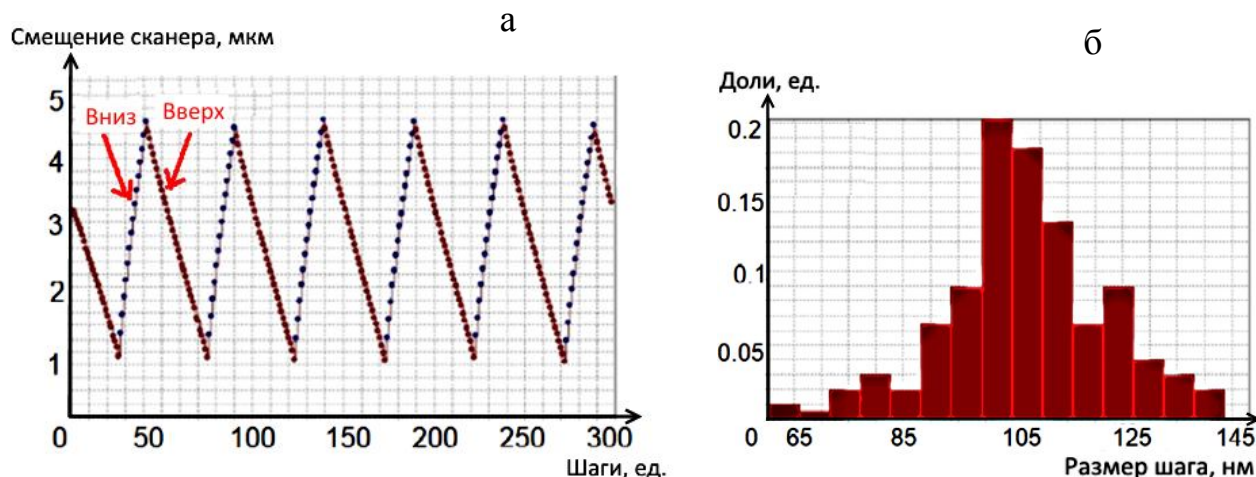 а
Смещение сканера, мкм
5
4
3
2
1
Вниз
Вверх
0 50 100 150 200 250 300
Шаги, ед.
б
Доли, ед.
0.2
0.15
0.1
0.05
0 65 85 105 125 145
Размер шага, нм